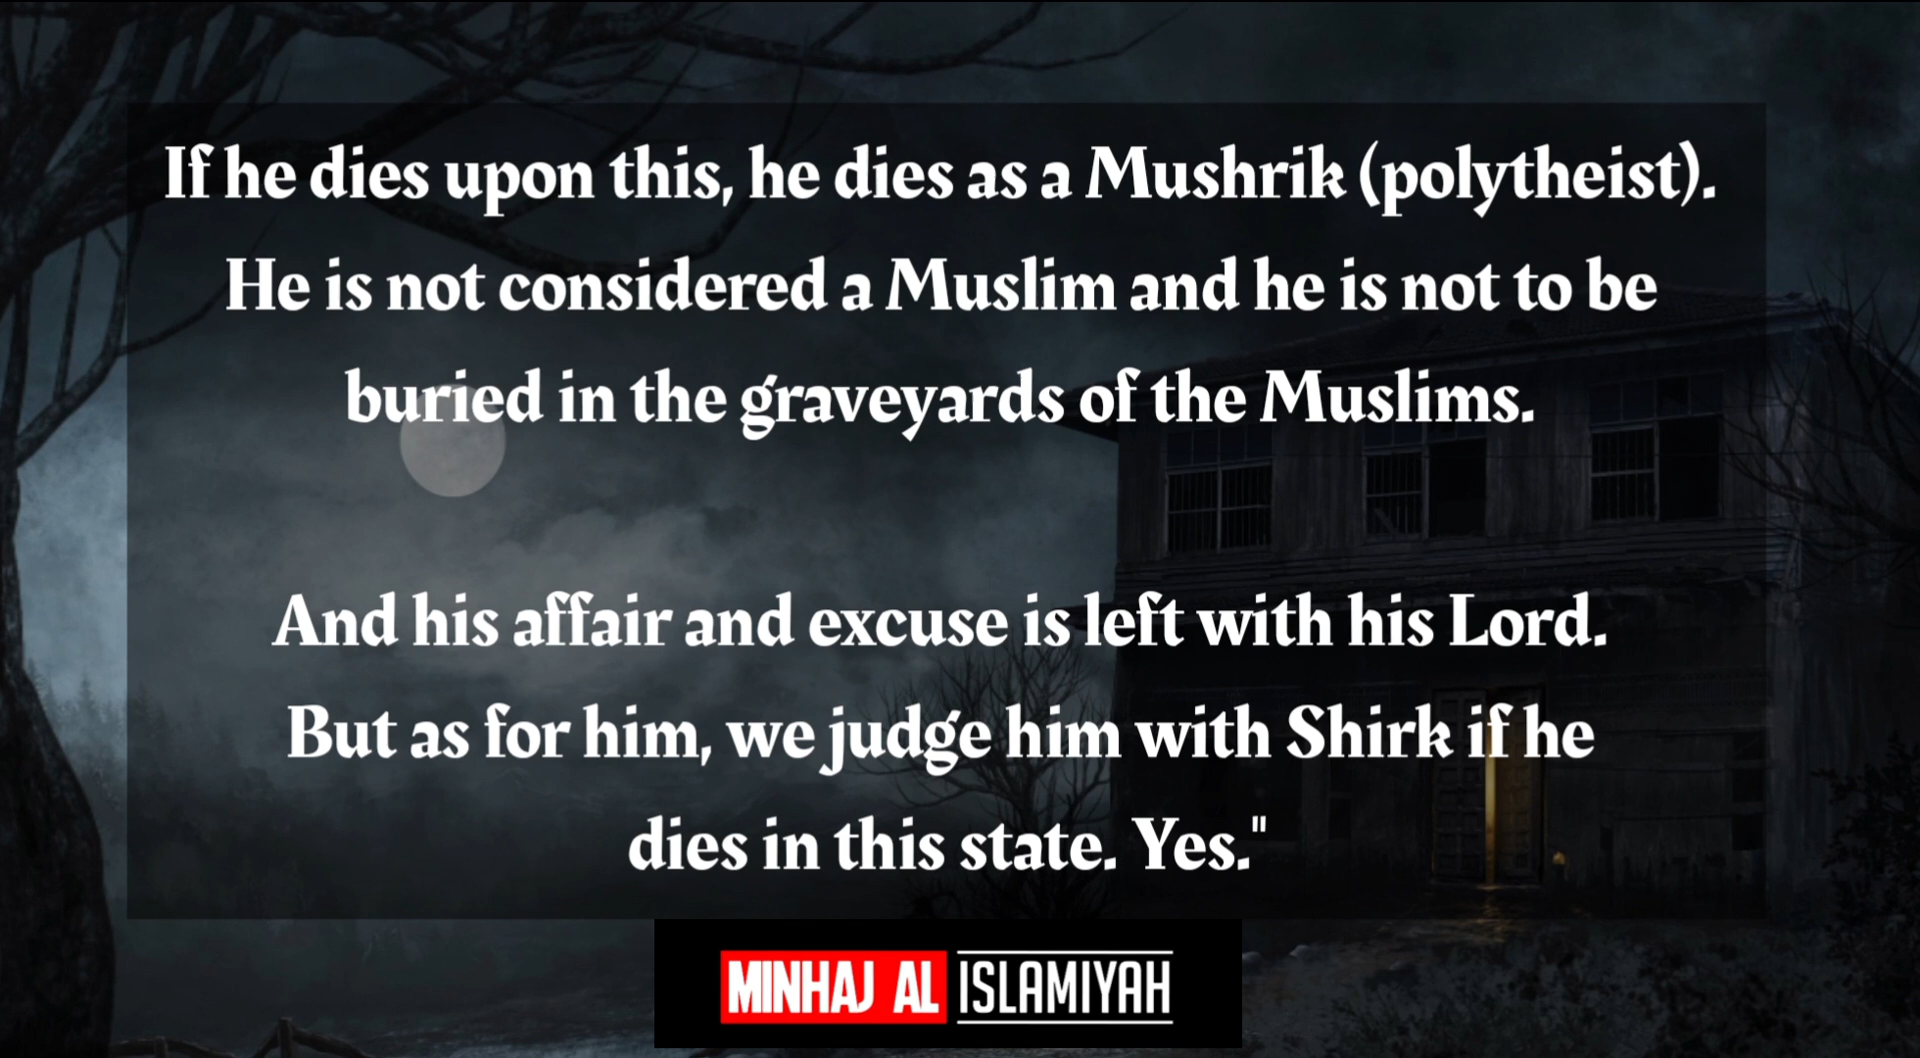 If he dies upon this, he dies as a Mushrik (polytheist).
He is not considered a Muslim and he is not to be
buried in the graveyards of the Muslims.
And his affair and excuse is left with his Lord.
But as for him, we judge him with Shirk if he
dies in this state. Yes."
MINHAJ AL ISLAMIYAH